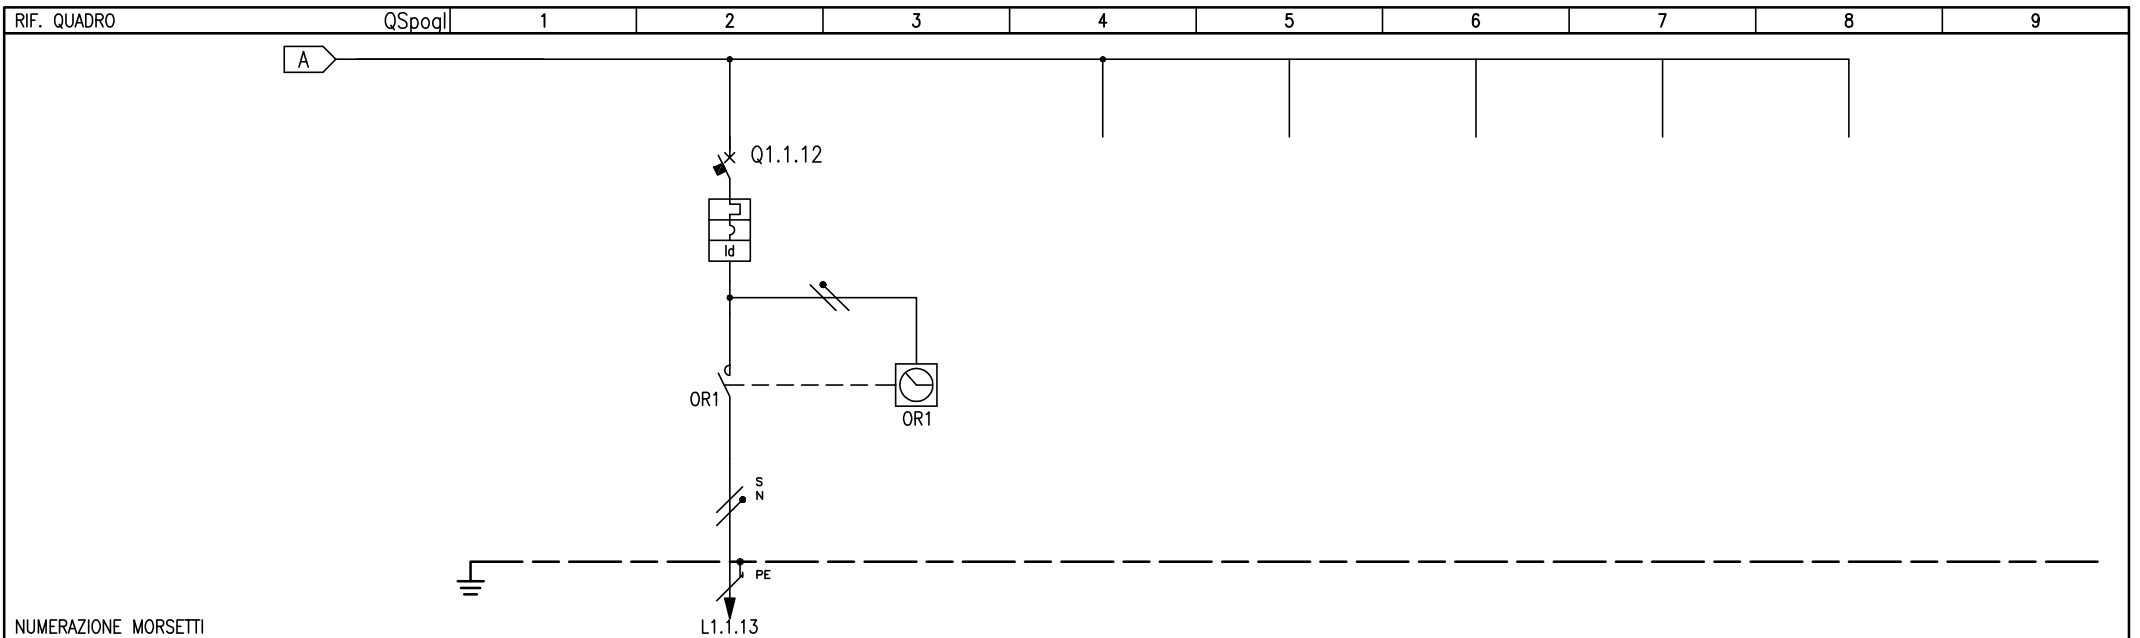 RIF. QUADRO QSpogl 1 2 3 4 5 6 7 8 9
A
Q1.1.12
Id
OR1
OR1
S
N
PE
NUMERAZIONE MORSETTI L1.1.13